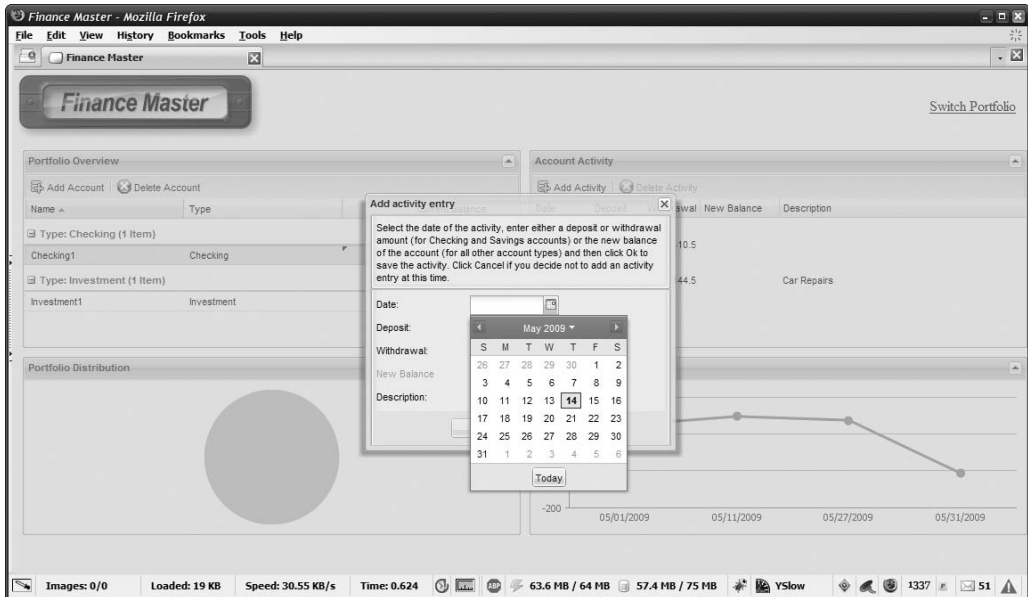 Finance Master - Mozilla Firefox
File Edit View History Bookmarks Tools Help
Finance Master
Finance Master
Switch Portfolio
Portfolio Overview
Add Account Delete Account
Name Type Current Balance
Type: Checking (1 Item)
Checking1 Checking
Type: Investment (1 Item)
Investment1 Investment
Account Activity
Add Activity Delete Activity
Date Deposit awal New Balance Description
10.5
44.5 Car Repairs
Add activity entry
Select the date of the activity, enter either a deposit or withdrawal
amount (for Checking and Savings accounts) or the new balance
of the account (for all other account types) and then click Ok to
save the activity. Click Cancel if you decide not to add an activity
entry at this time.
Date:
Deposit:
Withdrawal:
New Balance
Description:
May 2009
S M T W T F S
26 27 28 29 30 1 2
3 4 5 6 7 8 9
10 11 12 13 14 15 16
17 18 19 20 21 22 23
24 25 26 27 28 29 30
31 1 2 3 4 5 6
Today
Portfolio Distribution
-200
05/01/2009 05/11/2009 05/27/2009 05/31/2009
Images: 0/0 Loaded: 19 KB Speed: 30.55 KB/s Time: 0.624 ABP 63.6 MB / 64 MB 57.4 MB / 75 MB YSlow 1337 51